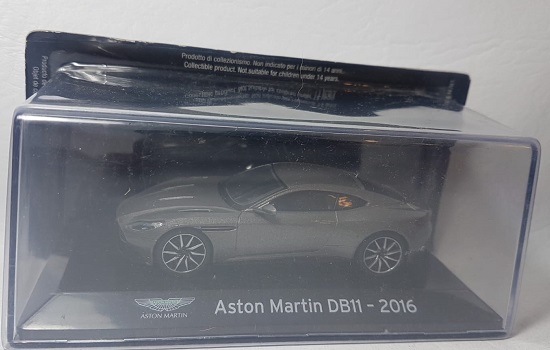 Prodotto di collezionismo. Non indicato per i minori di 14 anni.
Collectible product. Not suitable for children under 14 years.
ASTON MARTIN
Aston Martin DB11 - 2016